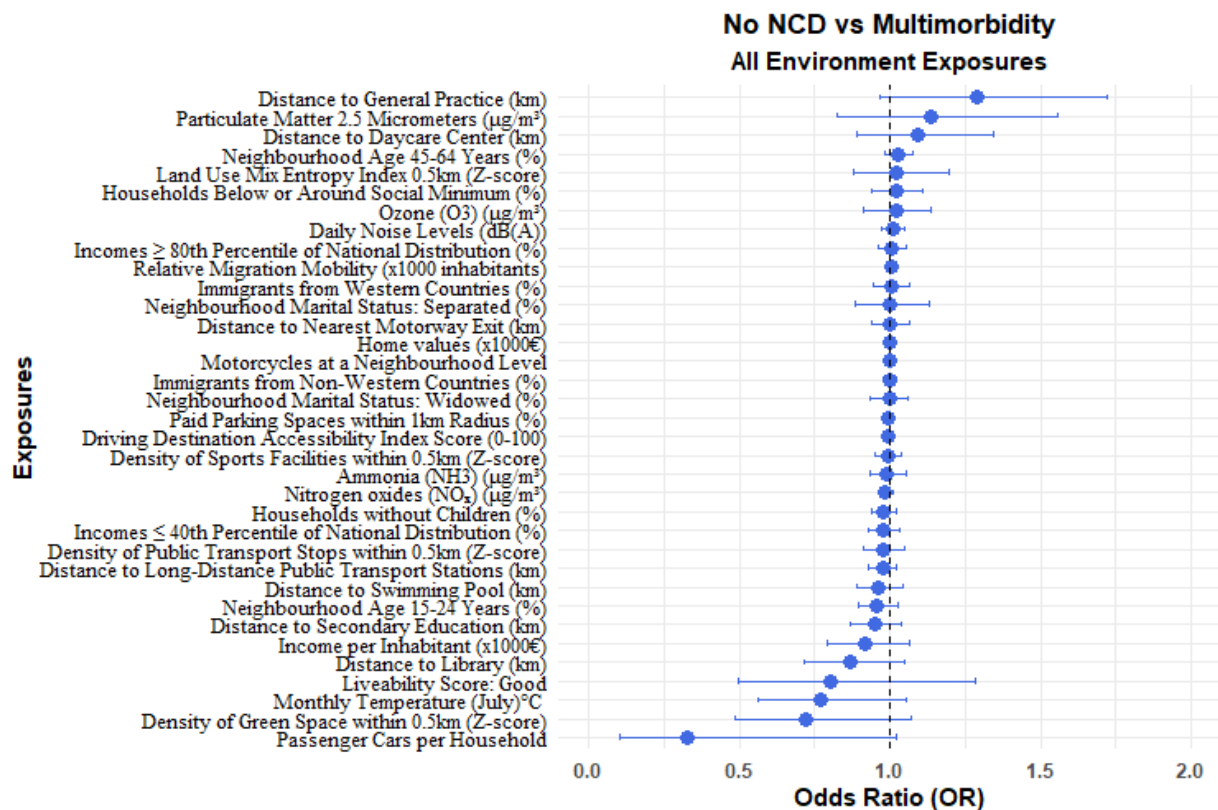 No NCD vs Multimorbidity
All Environment Exposures
Distance to General Practice (km)
Particulate Matter 2.5 Micrometers (µg/m³)
Distance to Daycare Center (km)
Neighbourhood Age 45-64 Years (%)
Land Use Mix Entropy Index 0.5km (Z-score)
Households Below or Around Social Minimum (%)
Ozone (O3) (µg/m³)
Daily Noise Levels (dB(A))
Incomes ≥ 80th Percentile of National Distribution (%)
Relative Migration Mobility (x1000 inhabitants)
Immigrants from Western Countries (%)
Neighbourhood Marital Status: Separated (%)
Distance to Nearest Motorway Exit (km)
Home values (x1000€)
Motorcycles at a Neighbourhood Level
Immigrants from Non-Western Countries (%)
Neighbourhood Marital Status: Widowed (%)
Paid Parking Spaces within 1km Radius (%)
Driving Destination Accessibility Index Score (0-100)
Density of Sports Facilities within 0.5km (Z-score)
Ammonia (NH3) (µg/m³)
Nitrogen oxides (NOₓ) (µg/m³)
Households without Children (%)
Incomes ≤ 40th Percentile of National Distribution (%)
Density of Public Transport Stops within 0.5km (Z-score)
Distance to Long-Distance Public Transport Stations (km)
Distance to Swimming Pool (km)
Neighbourhood Age 15-24 Years (%)
Distance to Secondary Education (km)
Income per Inhabitant (x1000€)
Distance to Library (km)
Liveability Score: Good
Monthly Temperature (July)°C
Density of Green Space within 0.5km (Z-score)
Passenger Cars per Household
Exposures
0.0 0.5 1.0 1.5 2.0
Odds Ratio (OR)